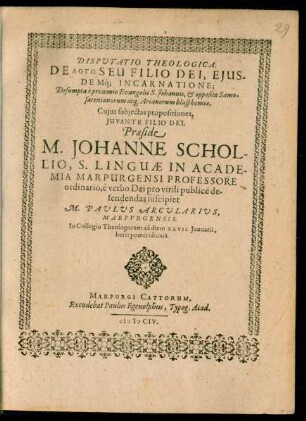 29
DISPUTATIO THEOLOGICA.
DE ΛΟΓΩ SEU FILIO DEI, EJUS-
DEMq; INCARNATIONE;
Desumpta e proœmio Evangelii S. Johannis, & opposita Samo-
satenianorum atq; Arianorum blasphemiæ.
Cujus subjectas propositiones,
JUVANTE FILIO DEI,
Præside
M. JOHANNE SCHOL-
LIO, S. LINGUÆ IN ACADE-
MIA MARPURGENSI PROFESSORE
ordinario, è verbo Dei pro virili publicè de-
fendendas suscipiet
M. PAULUS ARCULARIUS,
MARPURGENSIS.
In Collegio Theologorum ad diem XXVII. Januarii,
horis pomeridianis.
MARPURGI CATTORUM,
Excudebat Paulus Egenolphus, Typog. Acad.
cIɔ Iɔ CIV.